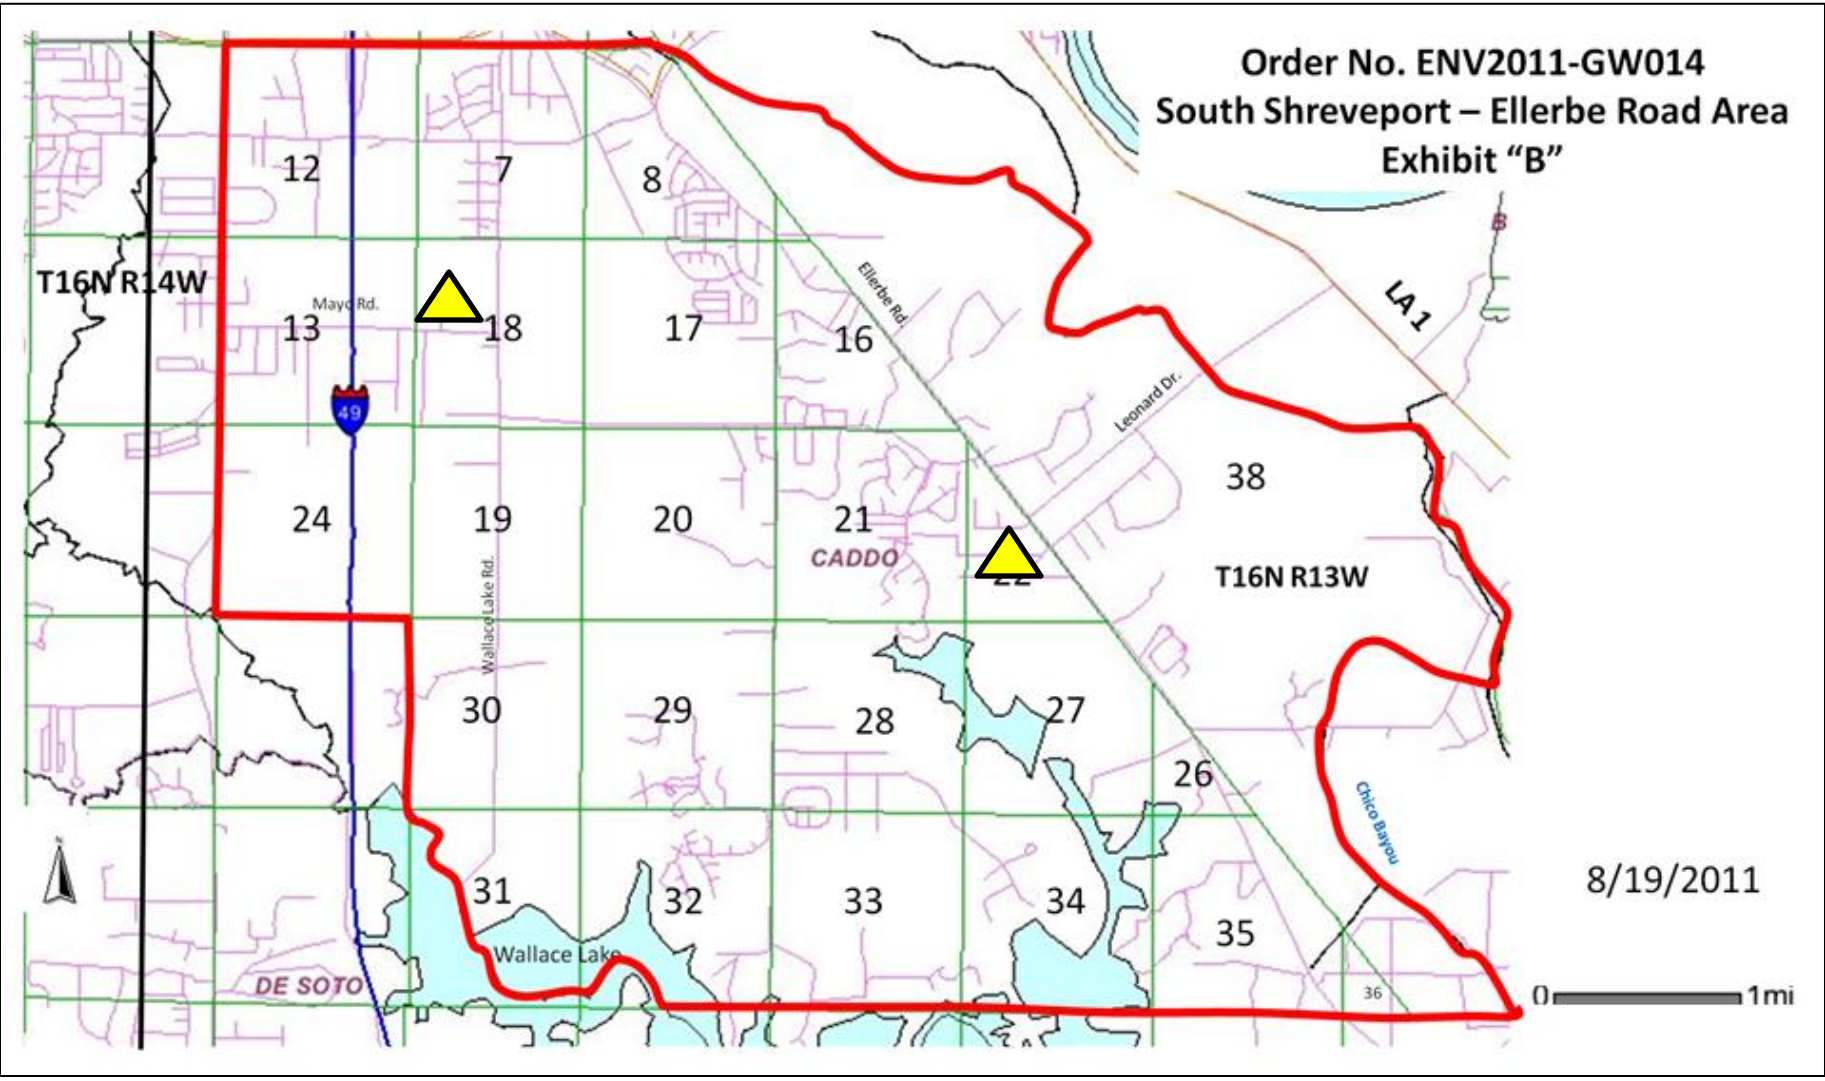 Order No. ENV2011-GW014
South Shreveport – Ellerbe Road Area
Exhibit “B”
12
7
8
B
T16N R14W
Mayo Rd.
13
18
17
16
Ellerbe Rd.
LA 1
49
Leonard Dr.
38
24
19
20
21
CADDO
22
T16N R13W
Wallace Lake Rd.
30
29
28
27
26
Chico Bayou
N
31
32
33
34
35
8/19/2011
Wallace Lake
DE SOTO
36
0 1mi